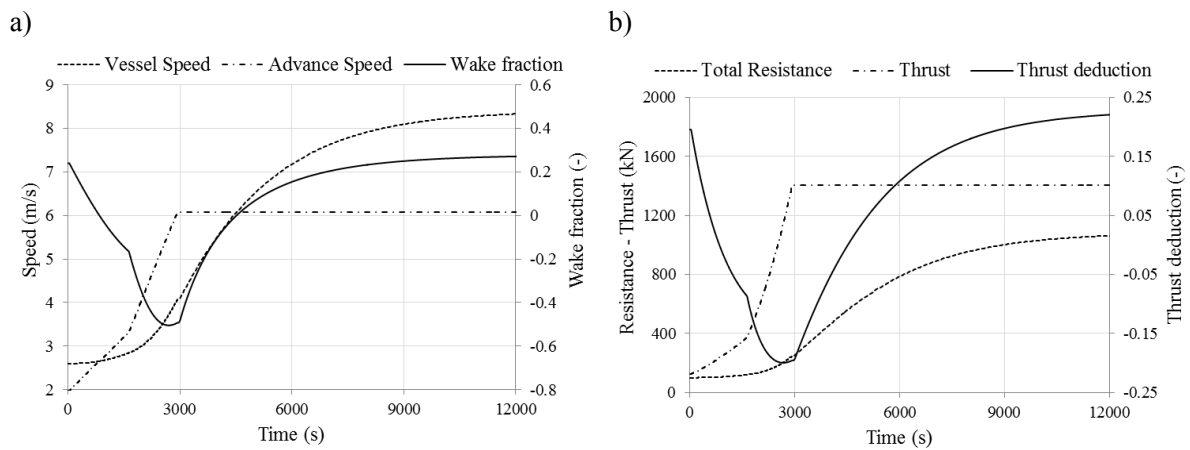 a)
Vessel Speed Advance Speed Wake fraction
9
8
7
6
5
4
3
2
0.6
0.4
0.2
0
-0.2
-0.4
-0.6
-0.8
Speed (m/s)
Wake fraction (-)
0 3000 6000 9000 12000
Time (s)
b)
Total Resistance Thrust Thrust deduction
2000
1600
1200
800
400
0
0.25
0.15
0.05
-0.05
-0.15
-0.25
Resistance - Thrust (kN)
Thrust deduction (-)
0 3000 6000 9000 12000
Time (s)